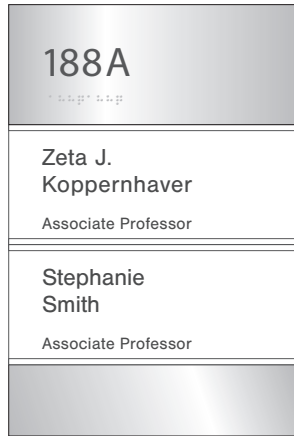 188A
Zeta J.
Koppernhaver
Associate Professor
Stephanie
Smith
Associate Professor